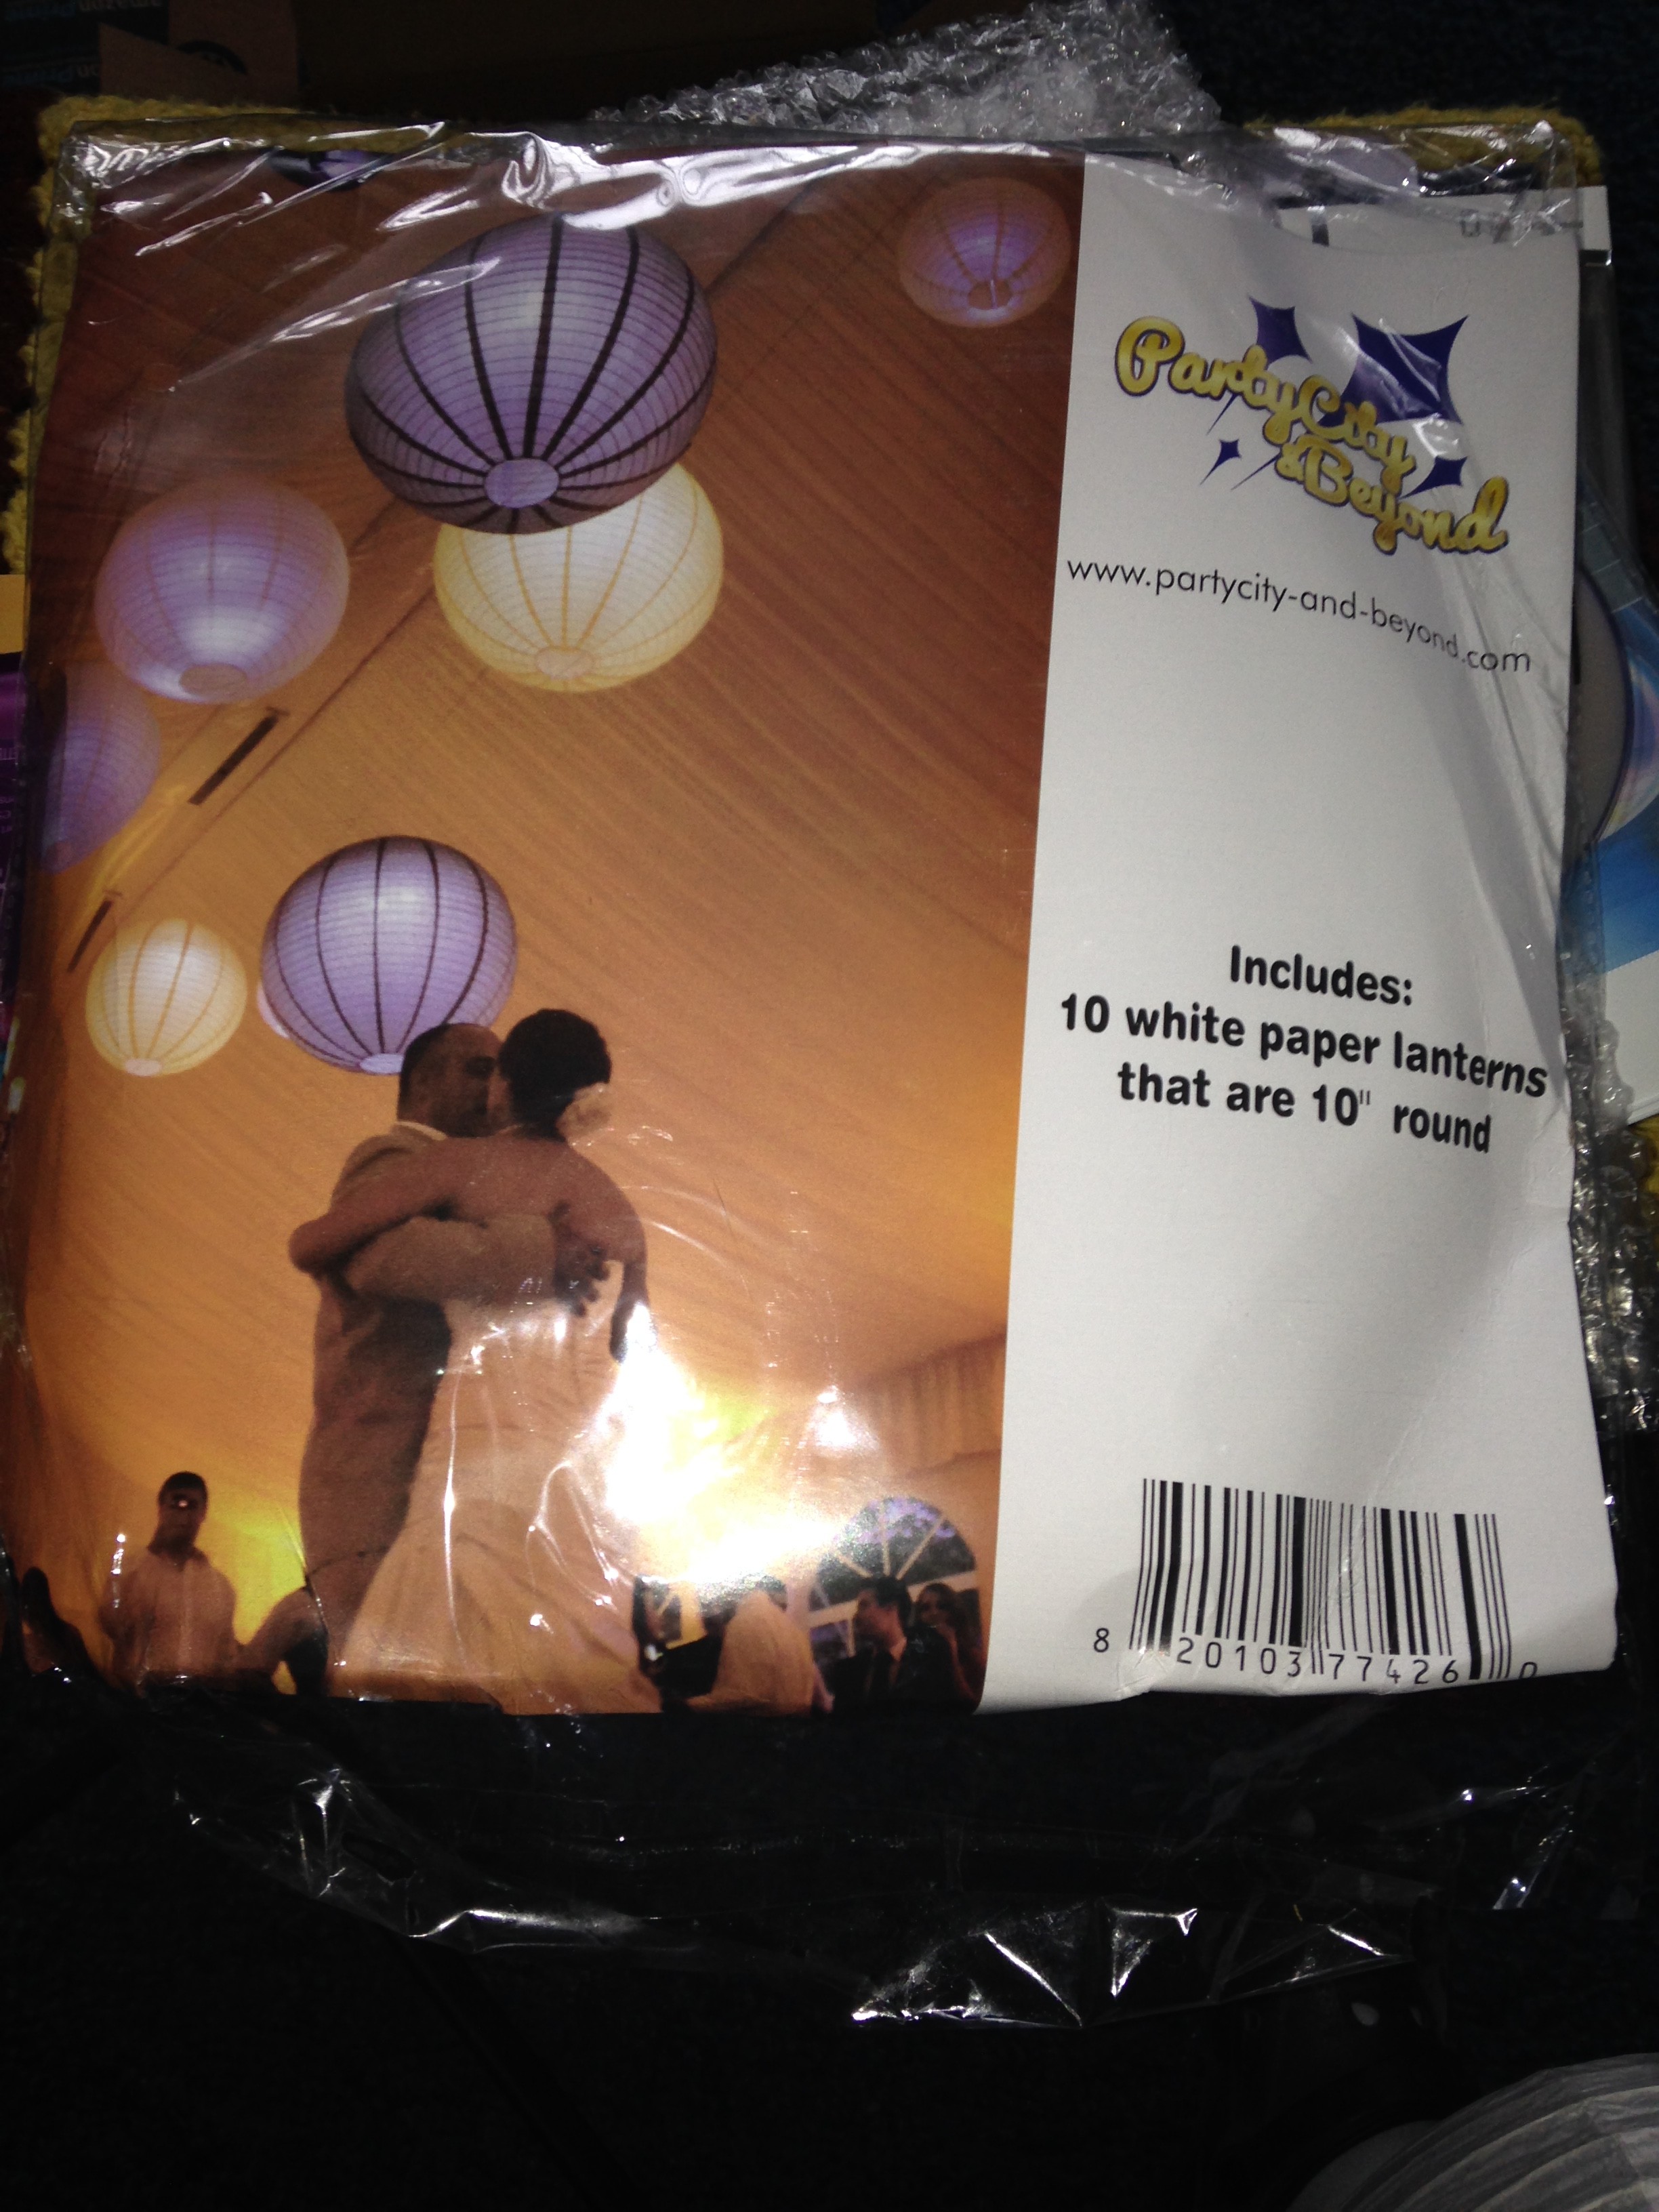 Party City
& Beyond
www.partycity-and-beyond.com
Includes:
10 white paper lanterns
that are 10" round
8 20103 77426 0